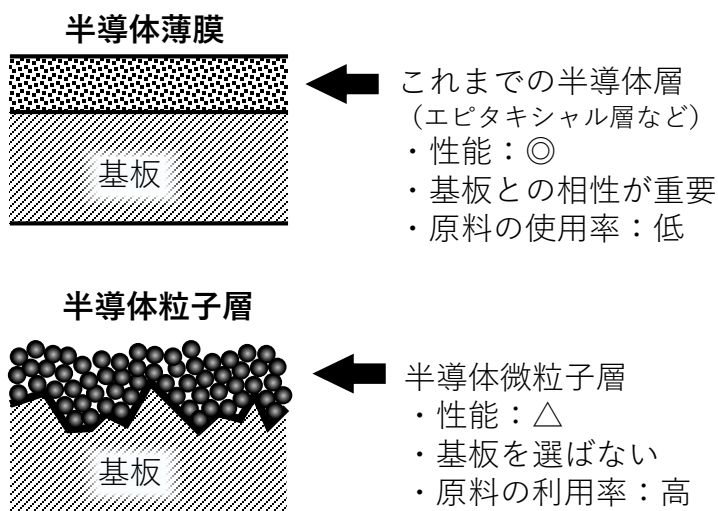 半導体薄膜
基板
これまでの半導体層
（エピタキシャル層など）
・性能：◎
・基板との相性が重要
・原料の使用率：低
半導体粒子層
基板
半導体微粒子層
・性能：△
・基板を選ばない
・原料の利用率：高